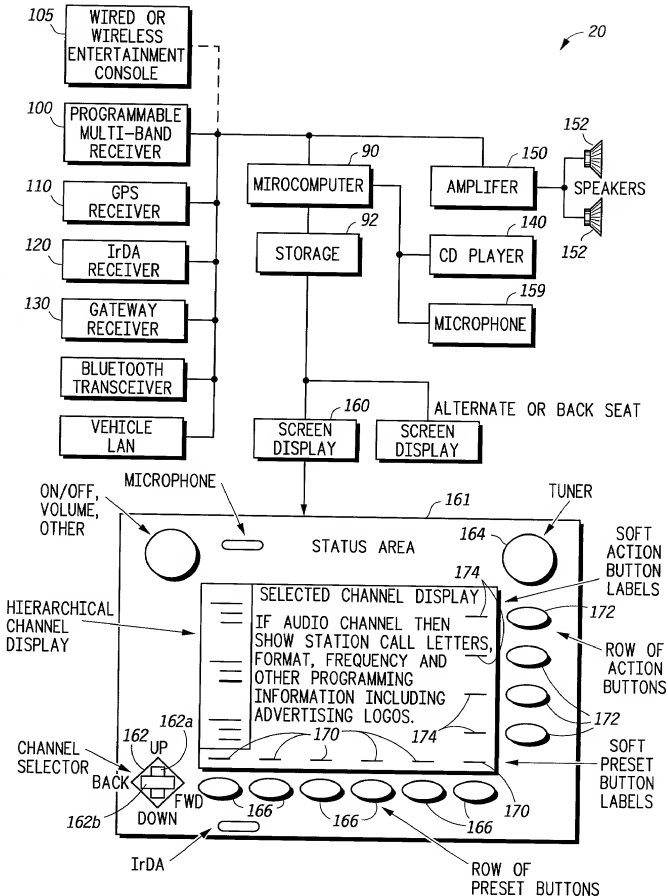 105
WIRED OR
WIRELESS
ENTERTAINMENT
CONSOLE
20
100
PROGRAMMABLE
MULTI-BAND
RECEIVER
90
MIROCOMPUTER
150
AMPLIFER
152
SPEAKERS
152
110
GPS
RECEIVER
92
STORAGE
140
CD PLAYER
120
IrDA
RECEIVER
159
MICROPHONE
130
GATEWAY
RECEIVER
BLUETOOTH
TRANSCEIVER
VEHICLE
LAN
160
SCREEN
DISPLAY
ALTERNATE OR BACK SEAT
SCREEN
DISPLAY
ON/OFF,
VOLUME,
OTHER
MICROPHONE
161
TUNER
164
STATUS AREA
SOFT
ACTION
BUTTON
LABELS
174
HIERARCHICAL
CHANNEL
DISPLAY
SELECTED CHANNEL DISPLAY
IF AUDIO CHANNEL THEN
SHOW STATION CALL LETTERS,
FORMAT, FREQUENCY AND
OTHER PROGRAMMING
INFORMATION INCLUDING
ADVERTISING LOGOS.
172
ROW OF
ACTION
BUTTONS
172
170
174
SOFT
PRESET
BUTTON
LABELS
CHANNEL
SELECTOR
162
162a
UP
BACK
FWD
162b
DOWN
166
166
166
170
IrDA
ROW OF
PRESET BUTTONS